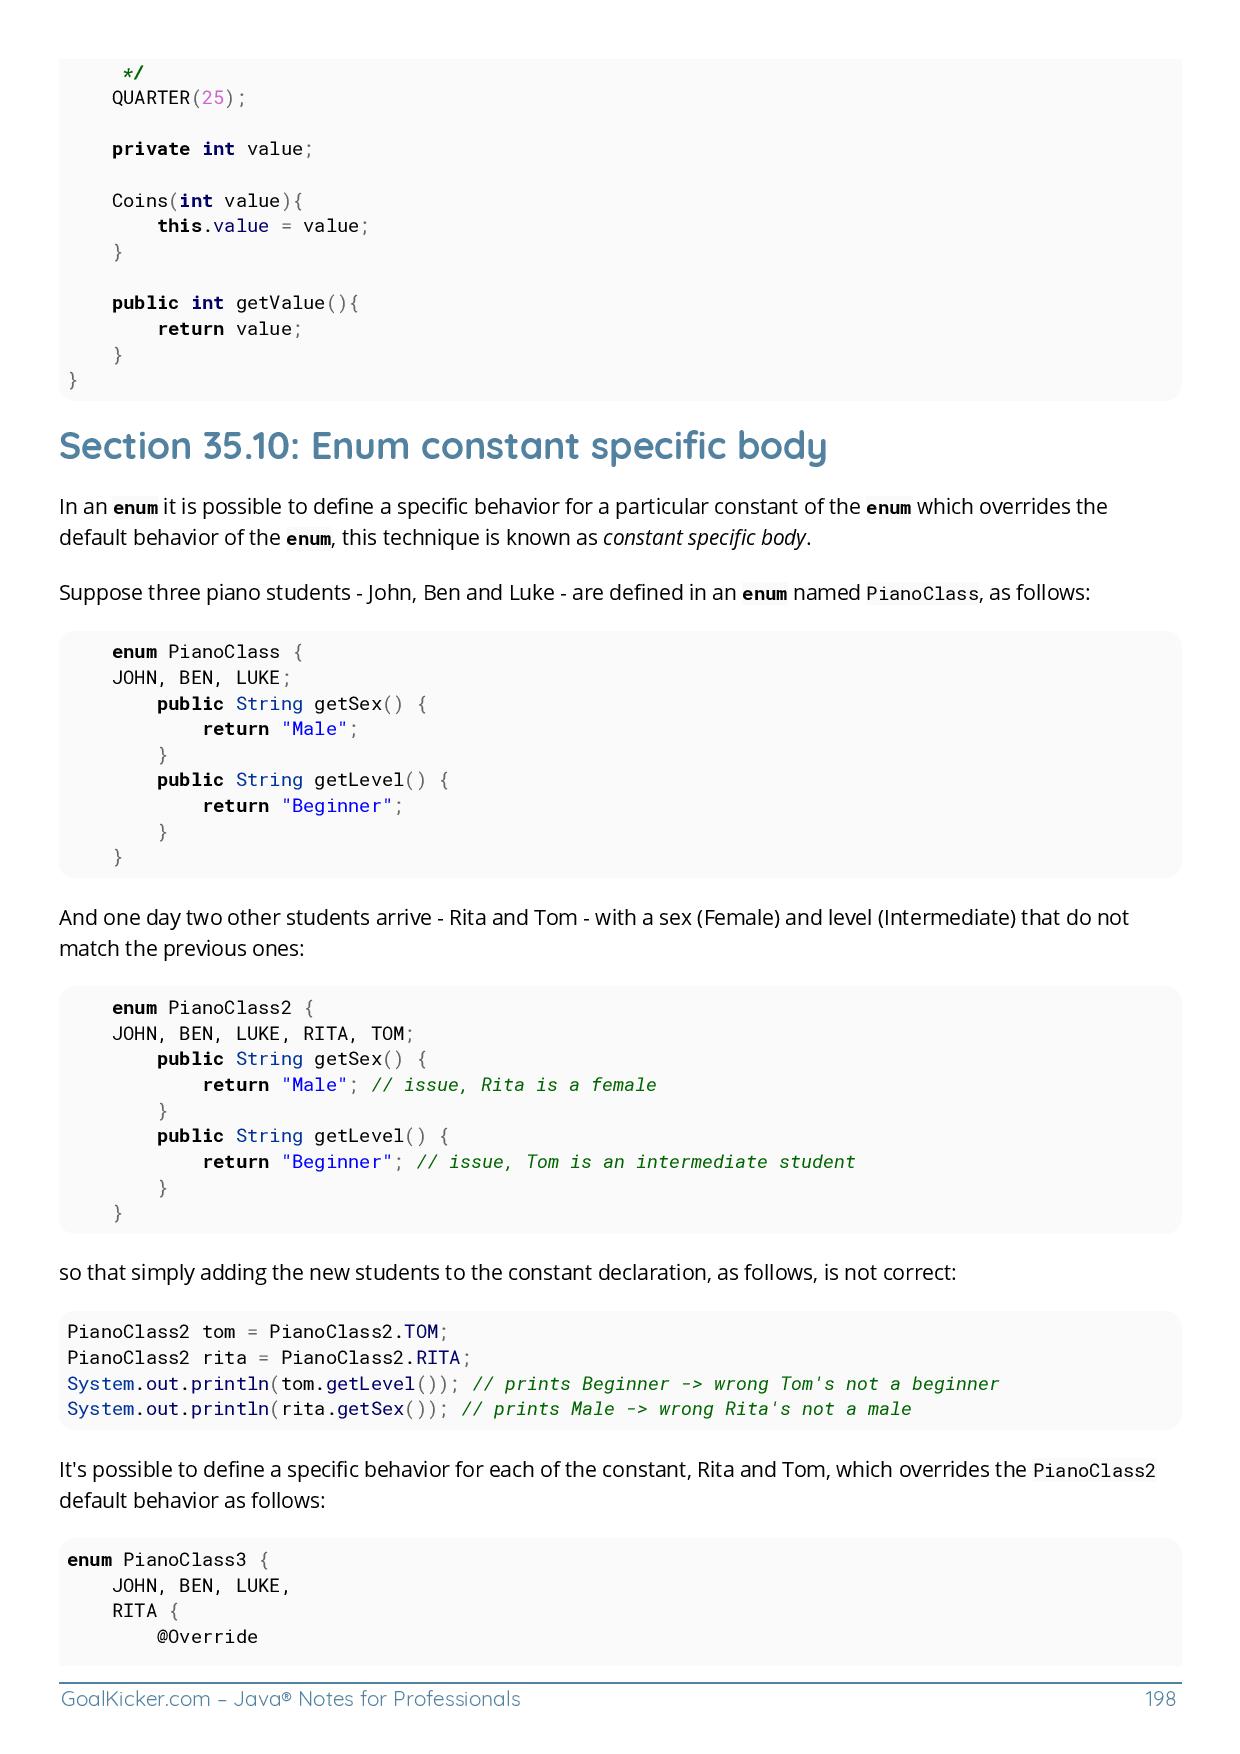 */
QUARTER(25);
private int value;
Coins(int value){
this.value = value;
}
public int getValue(){
return value;
}
}
Section 35.10: Enum constant specific body
In an enum it is possible to define a specific behavior for a particular constant of the enum which overrides the
default behavior of the enum, this technique is known as constant specific body.
Suppose three piano students - John, Ben and Luke - are defined in an enum named PianoClass, as follows:
enum PianoClass {
JOHN, BEN, LUKE;
public String getSex() {
return "Male";
}
public String getLevel() {
return "Beginner";
}
}
And one day two other students arrive - Rita and Tom - with a sex (Female) and level (Intermediate) that do not
match the previous ones:
enum PianoClass2 {
JOHN, BEN, LUKE, RITA, TOM;
public String getSex() {
return "Male"; // issue, Rita is a female
}
public String getLevel() {
return "Beginner"; // issue, Tom is an intermediate student
}
}
so that simply adding the new students to the constant declaration, as follows, is not correct:
PianoClass2 tom = PianoClass2.TOM;
PianoClass2 rita = PianoClass2.RITA;
System.out.println(tom.getLevel()); // prints Beginner -> wrong Tom's not a beginner
System.out.println(rita.getSex()); // prints Male -> wrong Rita's not a male
It's possible to define a specific behavior for each of the constant, Rita and Tom, which overrides the PianoClass2
default behavior as follows:
enum PianoClass3 {
JOHN, BEN, LUKE,
RITA {
@Override
GoalKicker.com – Java® Notes for Professionals 198